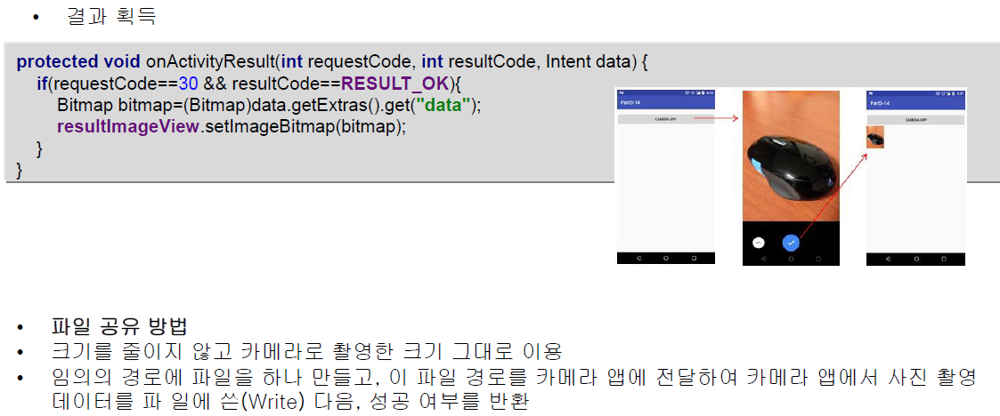 • 결과 획득
protected void onActivityResult(int requestCode, int resultCode, Intent data) {
if(requestCode==30 && resultCode==RESULT_OK){
Bitmap bitmap=(Bitmap)data.getExtras().get("data");
resultImageView.setImageBitmap(bitmap);
}
}
Part5-14
CAMERA APP
Part5-14
CAMERA APP
• 파일 공유 방법
• 크기를 줄이지 않고 카메라로 촬영한 크기 그대로 이용
• 임의의 경로에 파일을 하나 만들고, 이 파일 경로를 카메라 앱에 전달하여 카메라 앱에서 사진 촬영
데이터를 파 일에 쓴(Write) 다음, 성공 여부를 반환